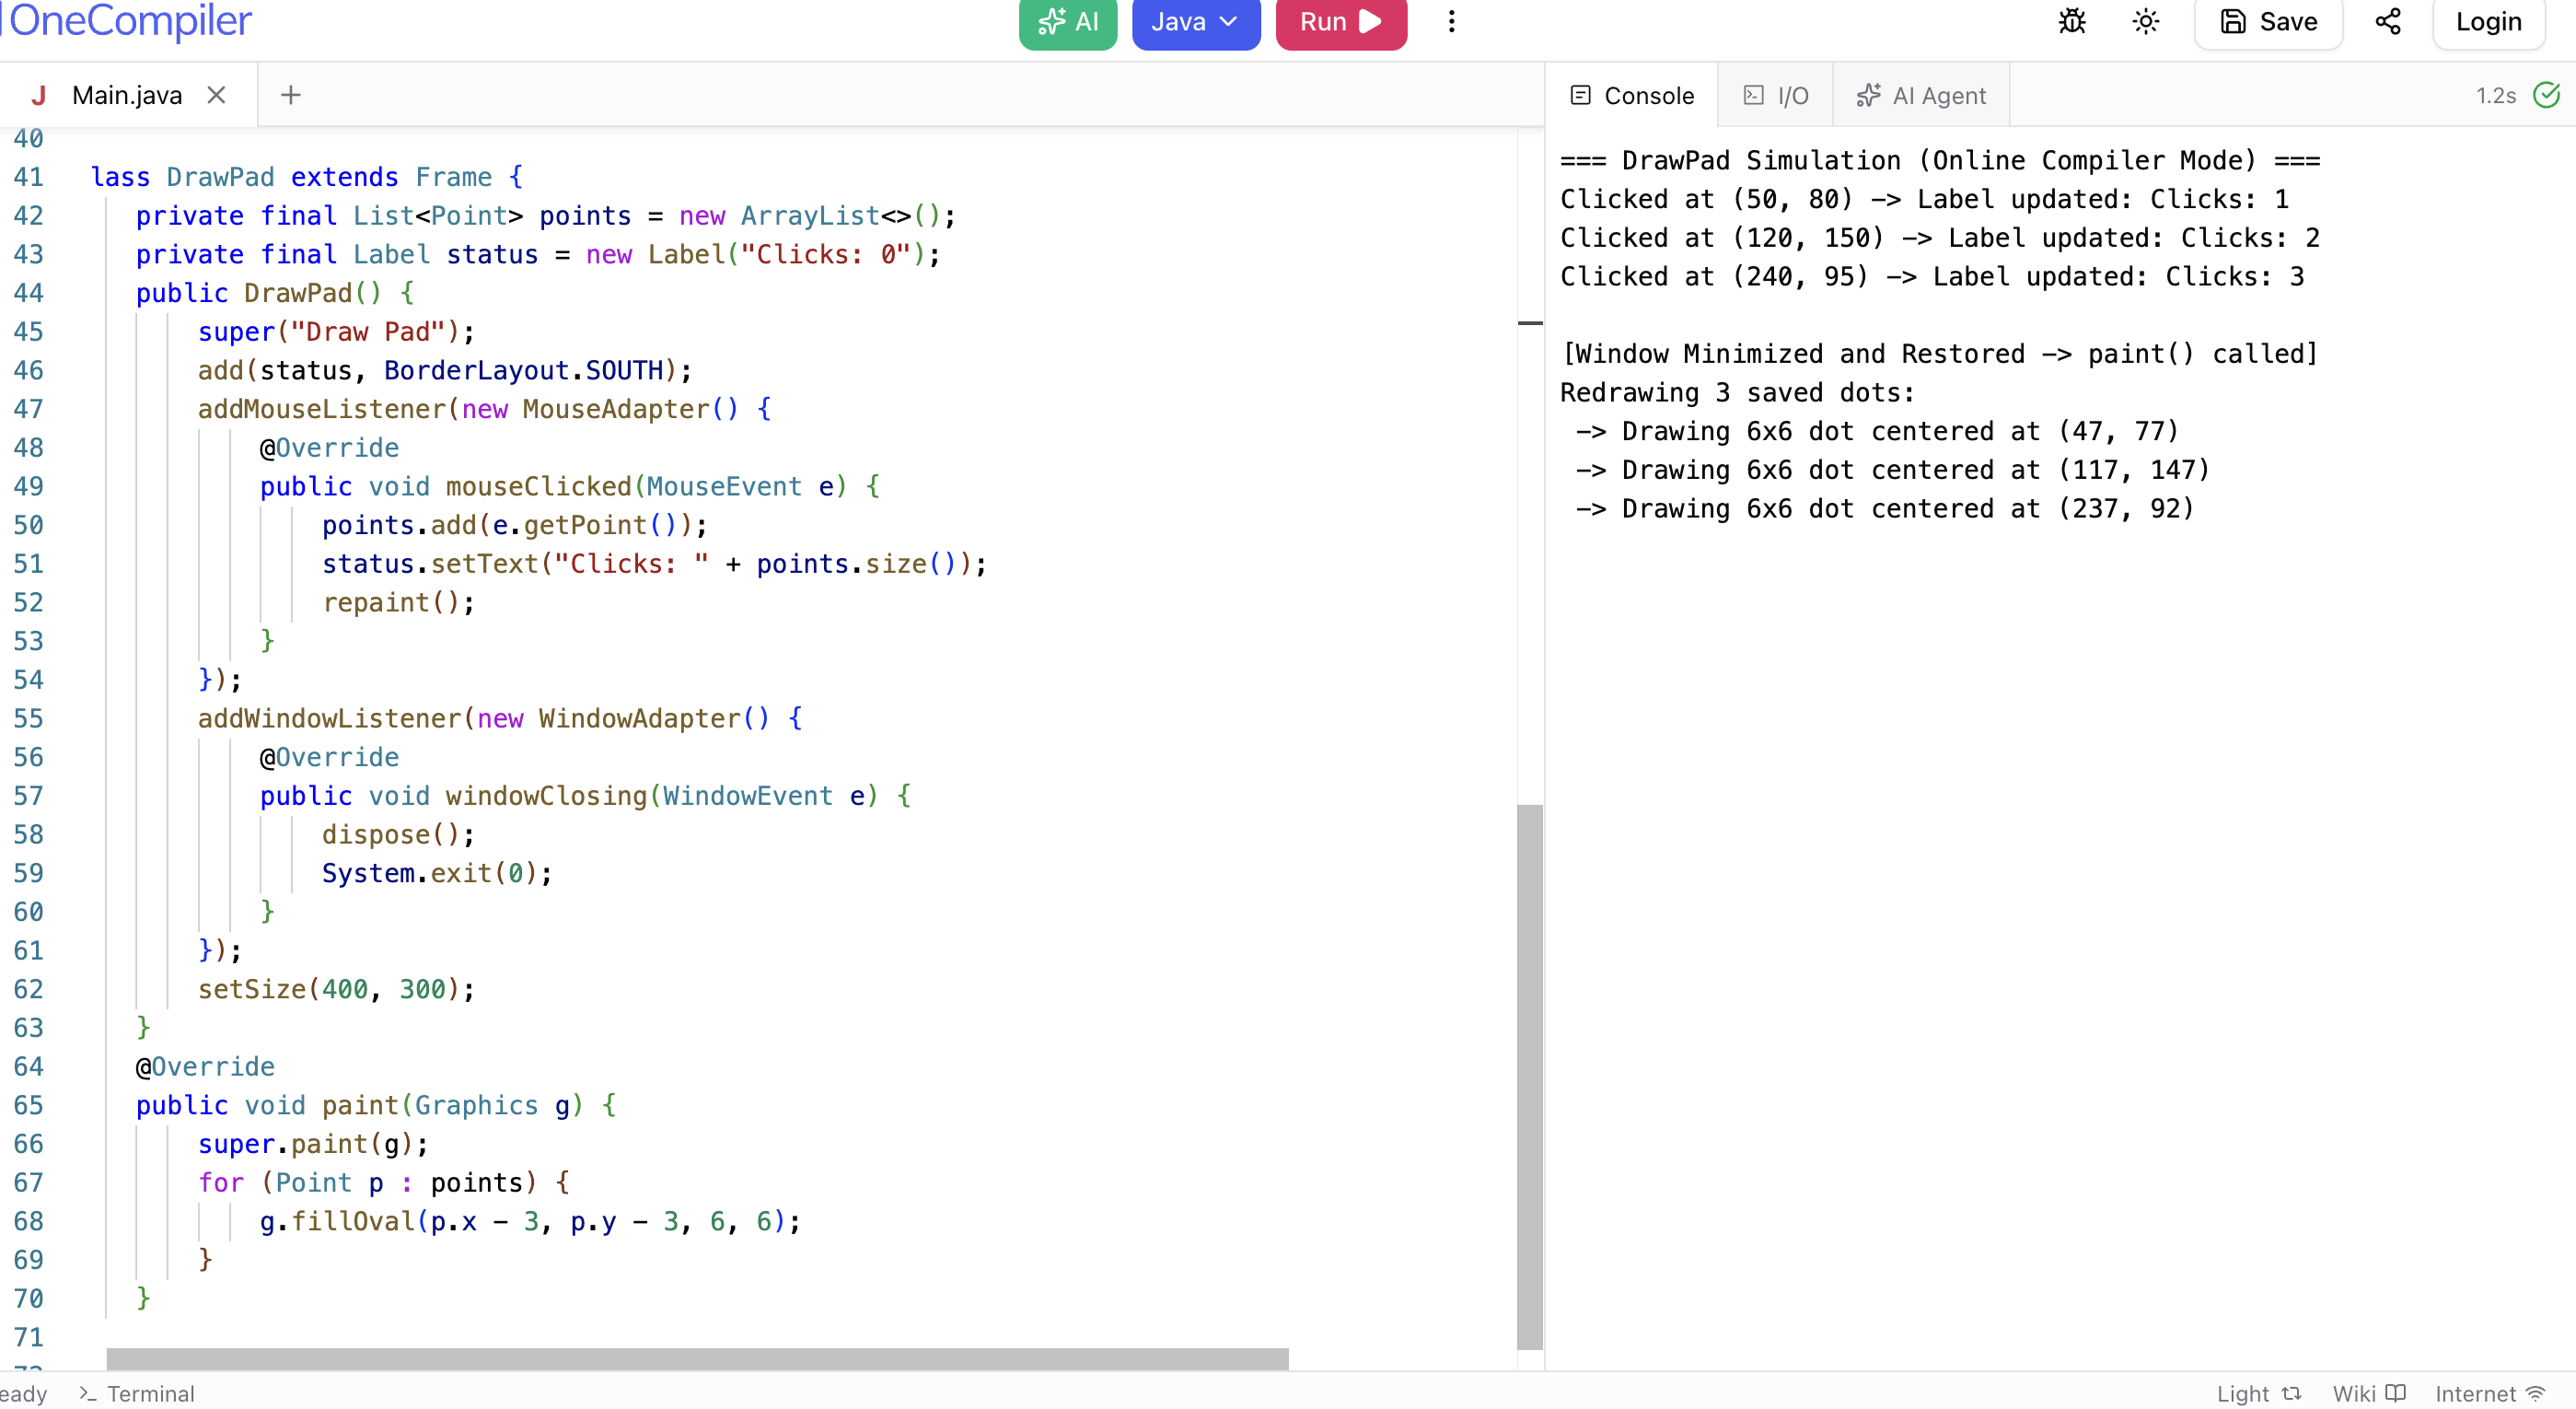 OneCompiler
AI
Java
Run
Save
Login
J Main.java
Console
I/O
AI Agent
1.2s
40
41 lass DrawPad extends Frame {
42 private final List<Point> points = new ArrayList<>();
43 private final Label status = new Label("Clicks: 0");
44 public DrawPad() {
45 super("Draw Pad");
46 add(status, BorderLayout.SOUTH);
47 addMouseListener(new MouseAdapter() {
48 @Override
49 public void mouseClicked(MouseEvent e) {
50 points.add(e.getPoint());
51 status.setText("Clicks: " + points.size());
52 repaint();
53 }
54 });
55 addWindowListener(new WindowAdapter() {
56 @Override
57 public void windowClosing(WindowEvent e) {
58 dispose();
59 System.exit(0);
60 }
61 });
62 setSize(400, 300);
63 }
64 @Override
65 public void paint(Graphics g) {
66 super.paint(g);
67 for (Point p : points) {
68 g.fillOval(p.x - 3, p.y - 3, 6, 6);
69 }
70 }
71
=== DrawPad Simulation (Online Compiler Mode) ===
Clicked at (50, 80) -> Label updated: Clicks: 1
Clicked at (120, 150) -> Label updated: Clicks: 2
Clicked at (240, 95) -> Label updated: Clicks: 3
[Window Minimized and Restored -> paint() called]
Redrawing 3 saved dots:
-> Drawing 6x6 dot centered at (47, 77)
-> Drawing 6x6 dot centered at (117, 147)
-> Drawing 6x6 dot centered at (237, 92)
eady
Terminal
Light
Wiki
Internet